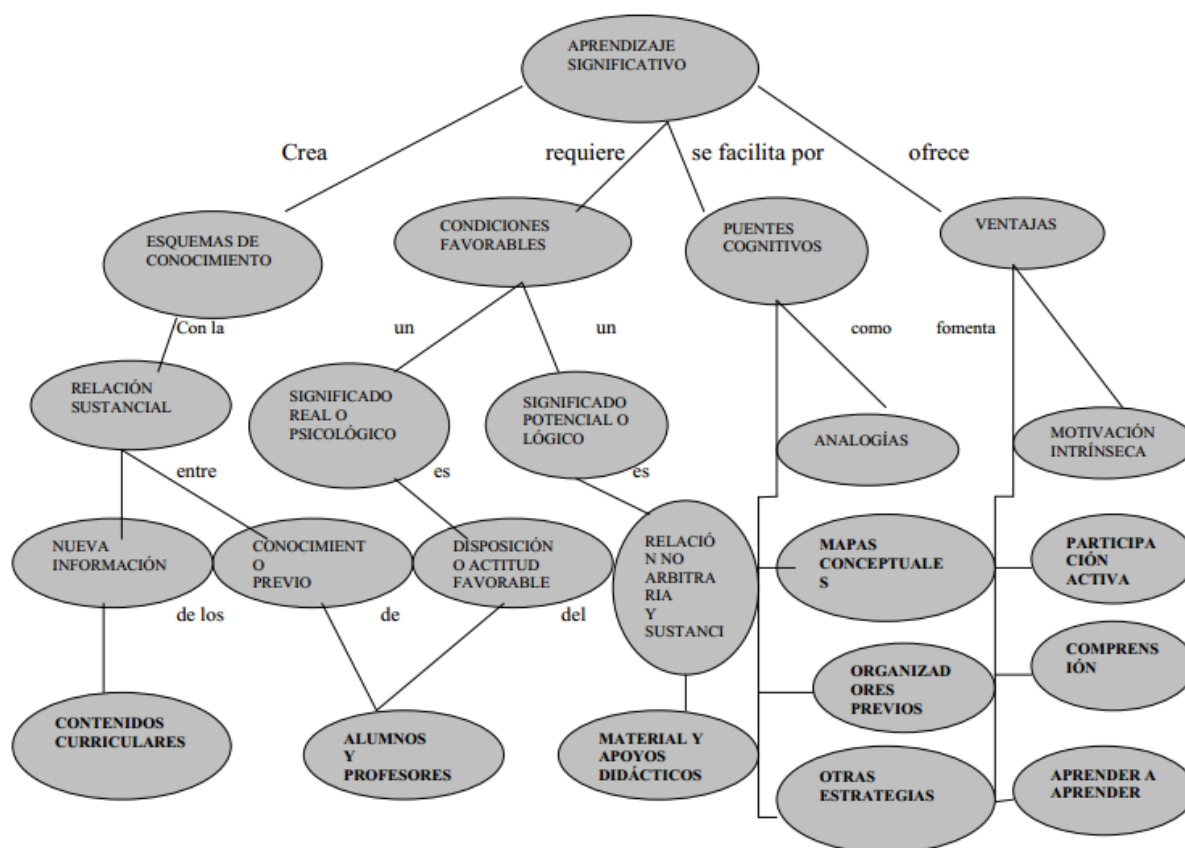 APRENDIZAJE
SIGNIFICATIVO
Crea
requiere
se facilita por
ofrece
ESQUEMAS DE
CONOCIMIENTO
CONDICIONES
FAVORABLES
PUENTES
COGNITIVOS
VENTAJAS
Con la
un
un
como
fomenta
RELACIÓN
SUSTANCIAL
SIGNIFICADO
REAL O
PSICOLÓGICO
SIGNIFICADO
POTENCIAL O
LÓGICO
ANALOGÍAS
MOTIVACIÓN
INTRÍNSECA
entre
es
es
NUEVA
INFORMACIÓN
CONOCIMIENT
O
PREVIO
DISPOSICIÓN
O ACTITUD
FAVORABLE
RELACIÓ
N NO
ARBITRA
RIA
Y
SUSTANCI
MAPAS
CONCEPTUALE
S
PARTICIPA
CIÓN
ACTIVA
de los
de
del
ORGANIZAD
ORES
PREVIOS
COMPRENS
IÓN
CONTENIDOS
CURRICULARES
ALUMNOS
Y
PROFESORES
MATERIAL Y
APOYOS
DIDÁCTICOS
OTRAS
ESTRATEGIAS
APRENDER A
APRENDER